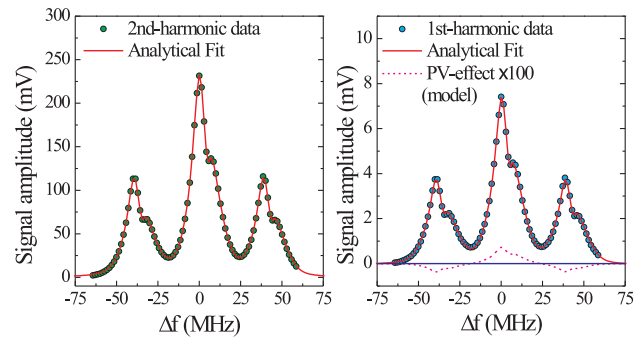 300
250
200
150
100
50
0
Signal amplitude (mV)
2nd-harmonic data
Analytical Fit
-75 -50 -25 0 25 50 75
Δf (MHz)
8
6
4
2
0
Signal amplitude (mV)
1st-harmonic data
Analytical Fit
PV-effect x100
(model)
-75 -50 -25 0 25 50 75
Δf (MHz)